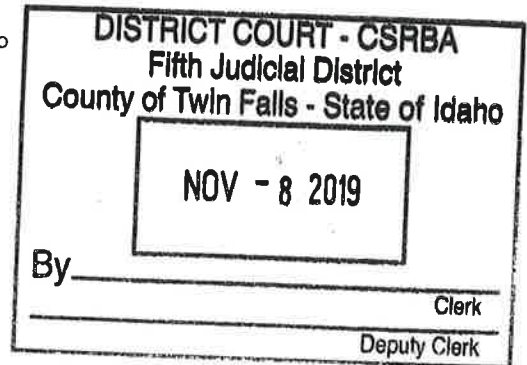 o
DISTRICT COURT - CSRBA
Fifth Judicial District
County of Twin Falls - State of Idaho
NOV - 8 2019
By
Clerk
Deputy Clerk